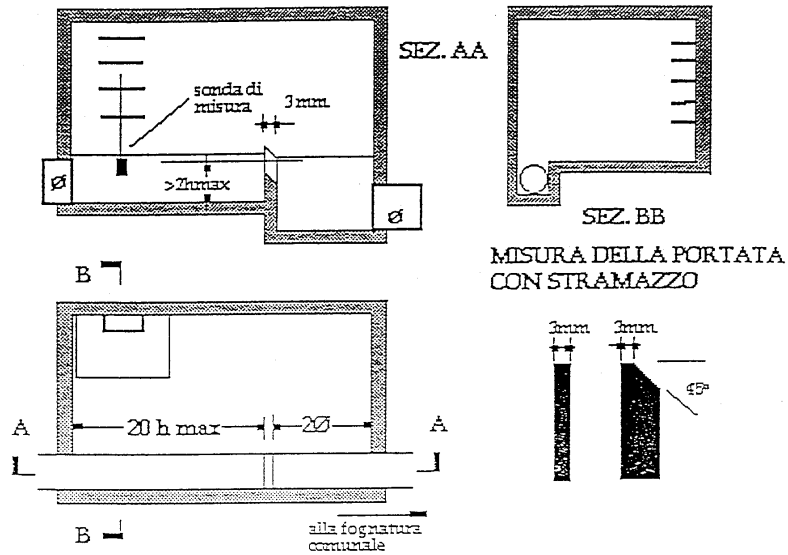 SEZ. AA
sonda di
misura
3mm
>2hmax
Ø
Ø
SEZ. BB
MISURA DELLA PORTATA
CON STRAMAZZO
B
3mm
3mm
45°
A
20 h max
2Ø
A
B
alla fognatura
comunale